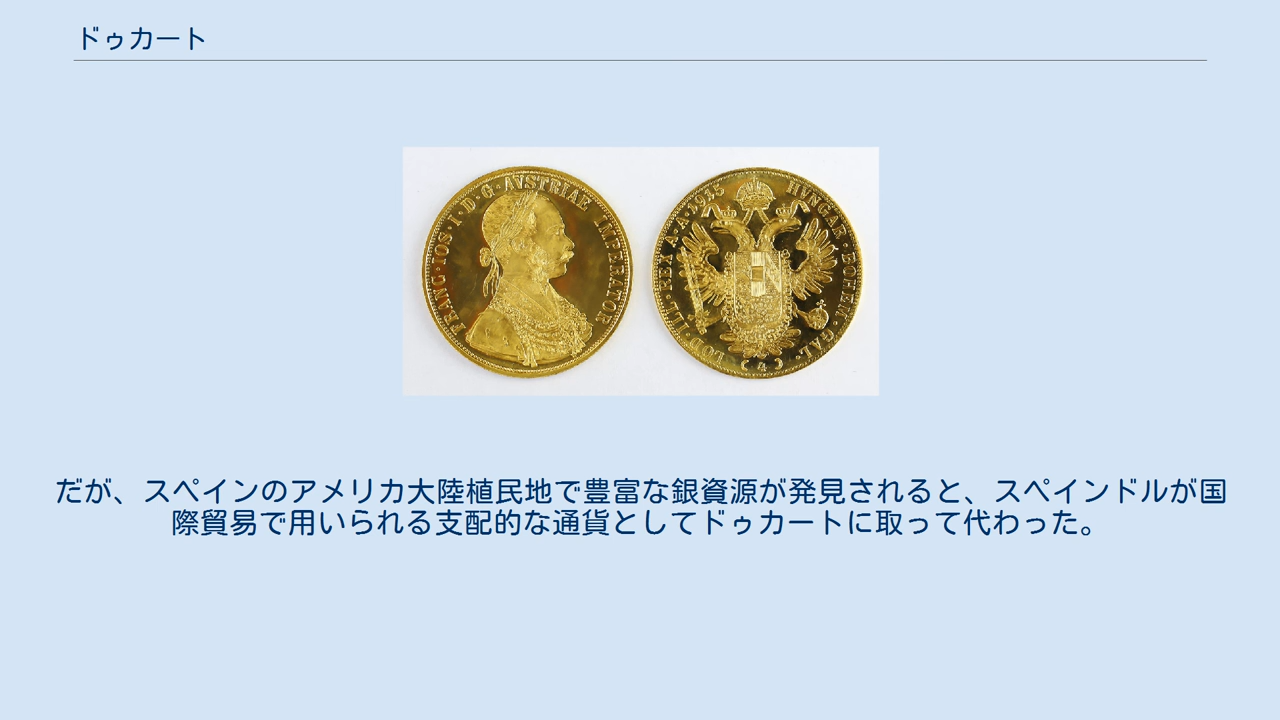 ドゥカート
FRANC·IOS·I·D·G·AVSTRIAE IMPERATOR
HVNGAR·BOHEM·GAL·
LOD·ILL·REX A·A·1915
(4)
だが、スペインのアメリカ大陸植民地で豊富な銀資源が発見されると、スペインドルが国
際貿易で用いられる支配的な通貨としてドゥカートに取って代わった。